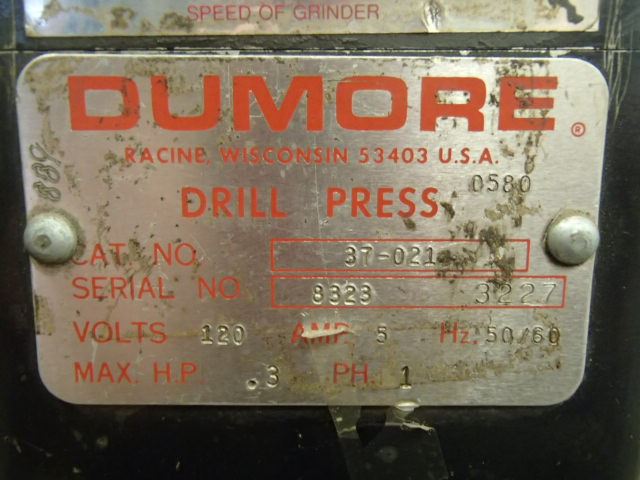 SPEED OF GRINDER
DUMORE®
RACINE, WISCONSIN 53403 U.S.A.
0580
DRILL PRESS
CAT. NO. 37-021
SERIAL NO. 8323 3227
VOLTS 120 AMP. 5 Hz. 50/60
MAX. H.P. .3 PH. 1
889